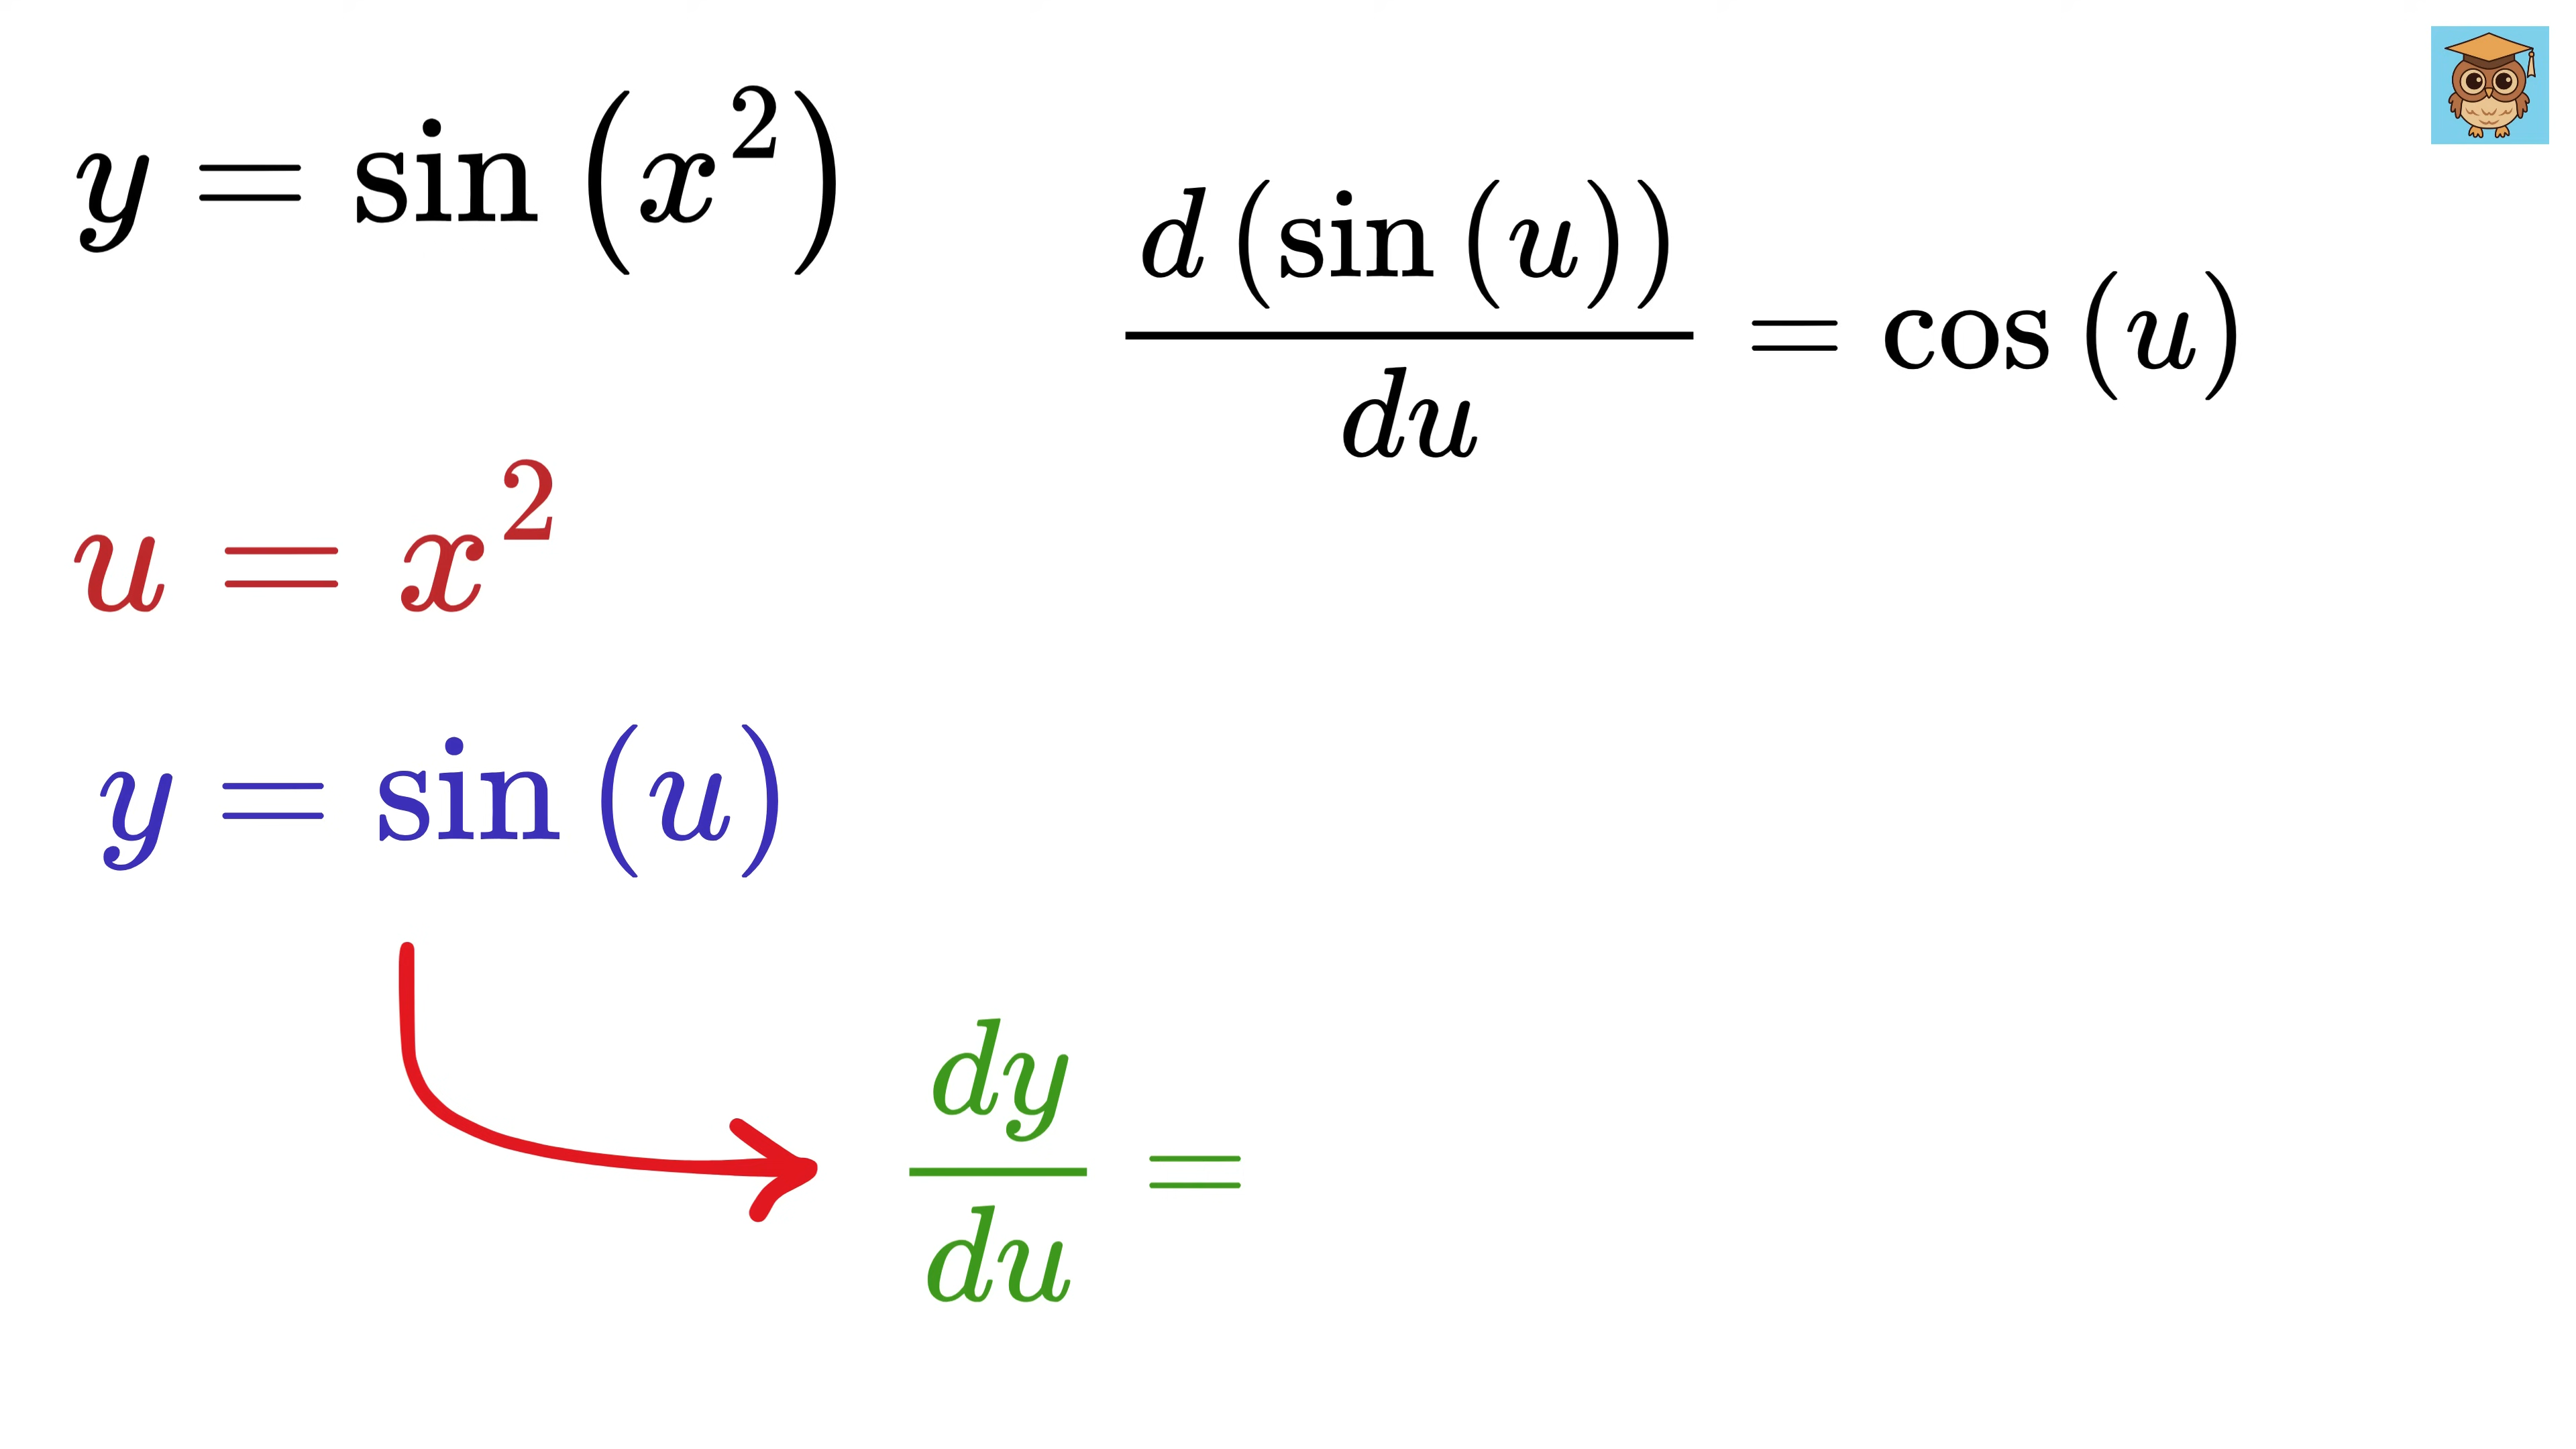 y = sin (x²)
d (sin (u)) / du = cos (u)
u = x²
y = sin (u)
dy / du =